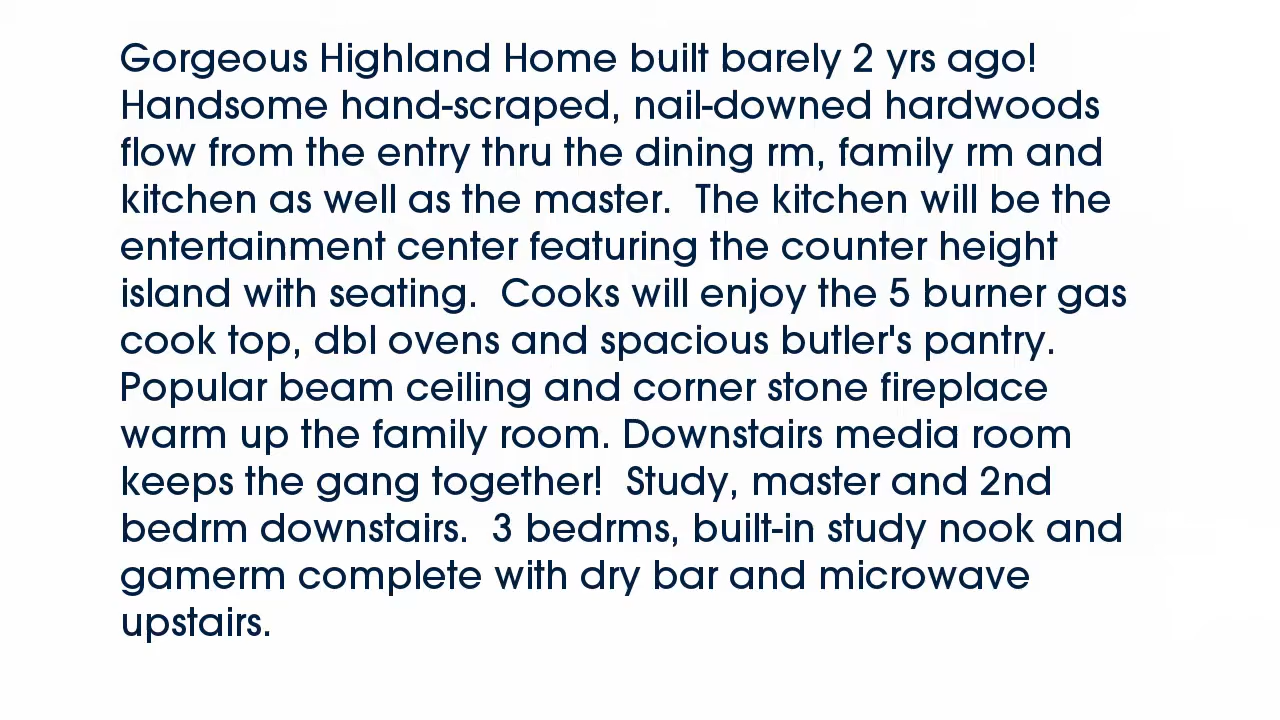 Gorgeous Highland Home built barely 2 yrs ago!
Handsome hand-scraped, nail-downed hardwoods
flow from the entry thru the dining rm, family rm and
kitchen as well as the master.  The kitchen will be the
entertainment center featuring the counter height
island with seating.  Cooks will enjoy the 5 burner gas
cook top, dbl ovens and spacious butler's pantry.
Popular beam ceiling and corner stone fireplace
warm up the family room. Downstairs media room
keeps the gang together!  Study, master and 2nd
bedrm downstairs.  3 bedrms, built-in study nook and
gamerm complete with dry bar and microwave
upstairs.